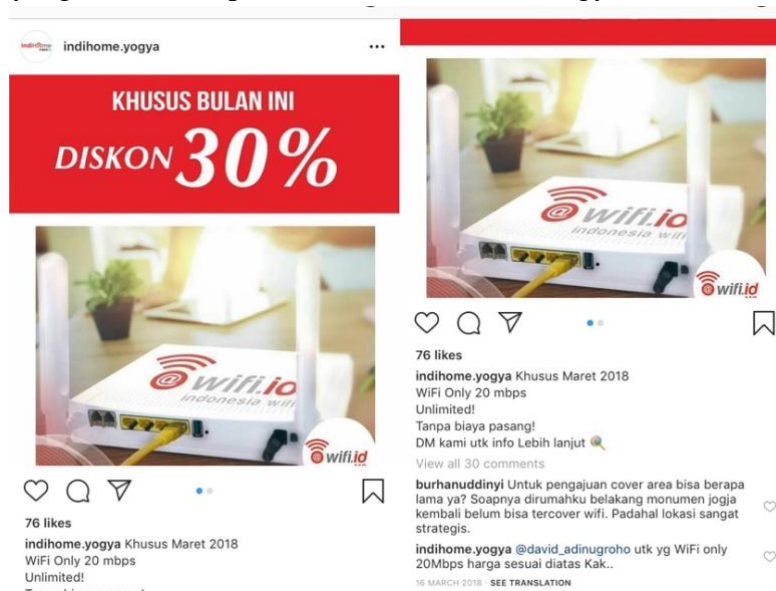 indihome.yogya
KHUSUS BULAN INI
DISKON 30%
@wifi.id
indonesia wifi
@wifi.id
76 likes
indihome.yogya Khusus Maret 2018
WiFi Only 20 mbps
Unlimited!
@wifi.id
indonesia wifi
@wifi.id
76 likes
indihome.yogya Khusus Maret 2018
WiFi Only 20 mbps
Unlimited!
Tanpa biaya pasang!
DM kami utk info Lebih lanjut
View all 30 comments
burhanuddinyi Untuk pengajuan cover area bisa berapa
lama ya? Soapnya dirumahku belakang monumen jogja
kembali belum bisa tercover wifi. Padahal lokasi sangat
strategis.
indihome.yogya @david_adinugroho utk yg WiFi only
20Mbps harga sesuai diatas Kak..
16 MARCH 2018 · SEE TRANSLATION